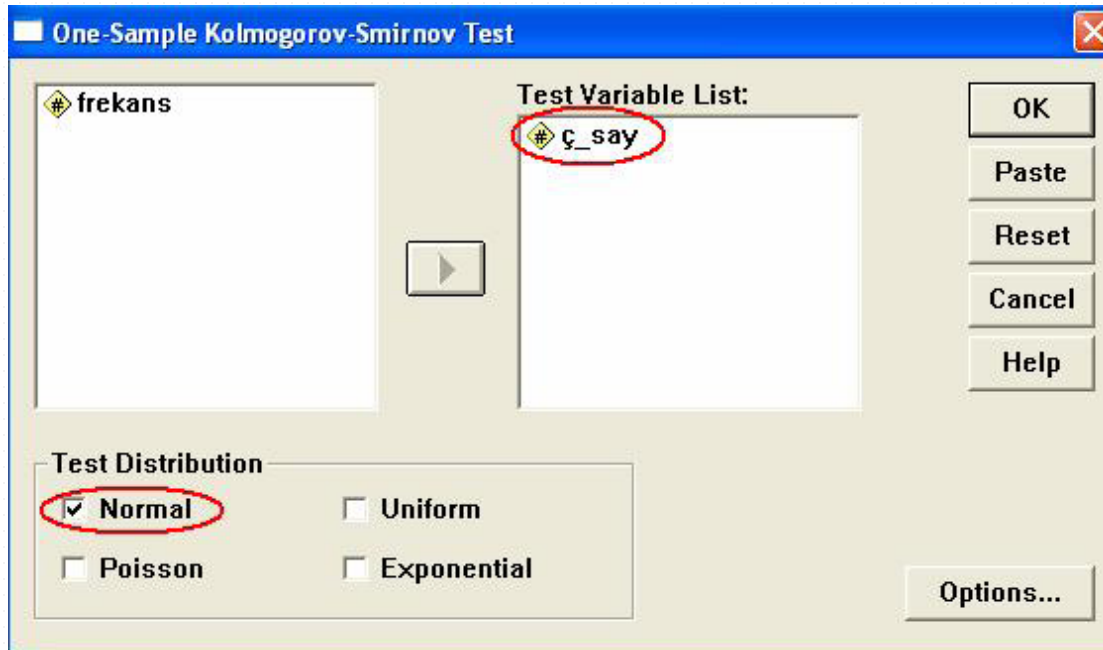 One-Sample Kolmogorov-Smirnov Test
frekans
Test Variable List:
ç_say
OK
Paste
Reset
Cancel
Help
Test Distribution
Normal
Uniform
Poisson
Exponential
Options...